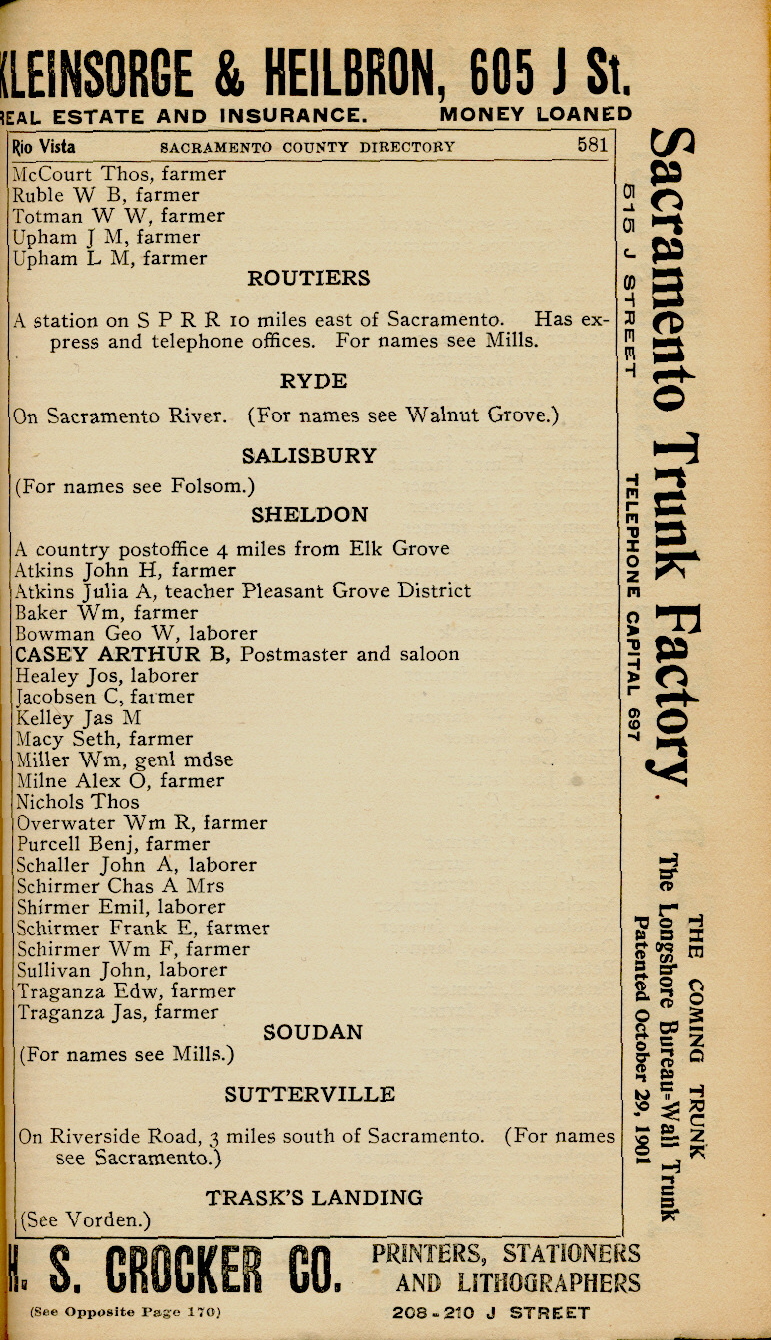 KLEINSORGE & HEILBRON, 605 J St.
REAL ESTATE AND INSURANCE. MONEY LOANED
Rio Vista SACRAMENTO COUNTY DIRECTORY 581
McCourt Thos, farmer
Ruble W B, farmer
Totman W W, farmer
Upham J M, farmer
Upham L M, farmer
ROUTIERS
A station on S P R R 10 miles east of Sacramento. Has ex-
press and telephone offices. For names see Mills.
RYDE
On Sacramento River. (For names see Walnut Grove.)
SALISBURY
(For names see Folsom.)
SHELDON
A country postoffice 4 miles from Elk Grove
Atkins John H, farmer
Atkins Julia A, teacher Pleasant Grove District
Baker Wm, farmer
Bowman Geo W, laborer
CASEY ARTHUR B, Postmaster and saloon
Healey Jos, laborer
Jacobsen C, farmer
Kelley Jas M
Macy Seth, farmer
Miller Wm, genl mdse
Milne Alex O, farmer
Nichols Thos
Overwater Wm R, farmer
Purcell Benj, farmer
Schaller John A, laborer
Schirmer Chas A Mrs
Shirmer Emil, laborer
Schirmer Frank E, farmer
Schirmer Wm F, farmer
Sullivan John, laborer
Traganza Edw, farmer
Traganza Jas, farmer
SOUDAN
(For names see Mills.)
SUTTERVILLE
On Riverside Road, 3 miles south of Sacramento. (For names
see Sacramento.)
TRASK'S LANDING
(See Vorden.)
H. S. CROCKER CO.
PRINTERS, STATIONERS
AND LITHOGRAPHERS
(See Opposite Page 170)
208-210 J STREET
Sacramento Trunk Factory
515 J STREET TELEPHONE CAPITAL 697
THE COMING TRUNK
The Longshore Bureau=Wall Trunk
Patented October 29, 1901